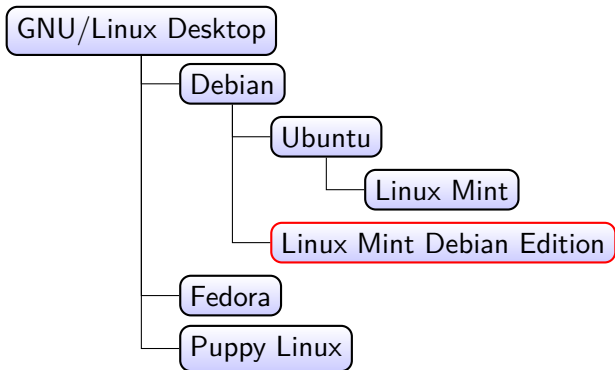 GNU/Linux Desktop
Debian
Ubuntu
Linux Mint
Linux Mint Debian Edition
Fedora
Puppy Linux